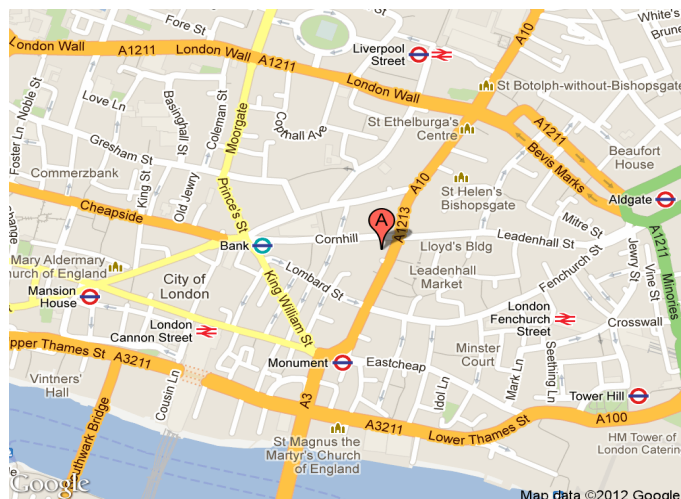 Fore St
White's
Brune
London Wall
A1211
London Wall
A1211
Liverpool
Street
A10
London Wall
St Botolph-without-Bishopsgate
Noble St
Love Ln
Basinghall St
Coleman St
Moorgate
Copthall Ave
St Ethelburga's
Centre
A1211
Foster Ln
Gresham St
Bevis Marks
Beaufort
House
Commerzbank
King St
Old Jewry
Prince's St
A10
St Helen's
Bishopsgate
Aldgate
Cheapside
A
A1213
Mitre St
Bank
Cornhill
Lloyd's Bldg
Leadenhall St
A1211
Mary Aldermary
hurch of England
City of
London
Lombard St
Leadenhall
Market
Fenchurch St
Jewry St
Vine St
Minories
Mansion
House
King William St
London
Cannon Street
London
Fenchurch
Street
Crosswall
pper Thames St
A3211
Monument
Eastcheap
Minster
Court
Mark Ln
Seething Ln
Vintners'
Hall
Cousin Ln
A3
Idol Ln
Tower Hill
A3211
Lower Thames St
A100
outhwark Bridge
St Magnus the
Martyr's Church
of England
HM Tower of
London Caterin
Google
Map data ©2012 Google